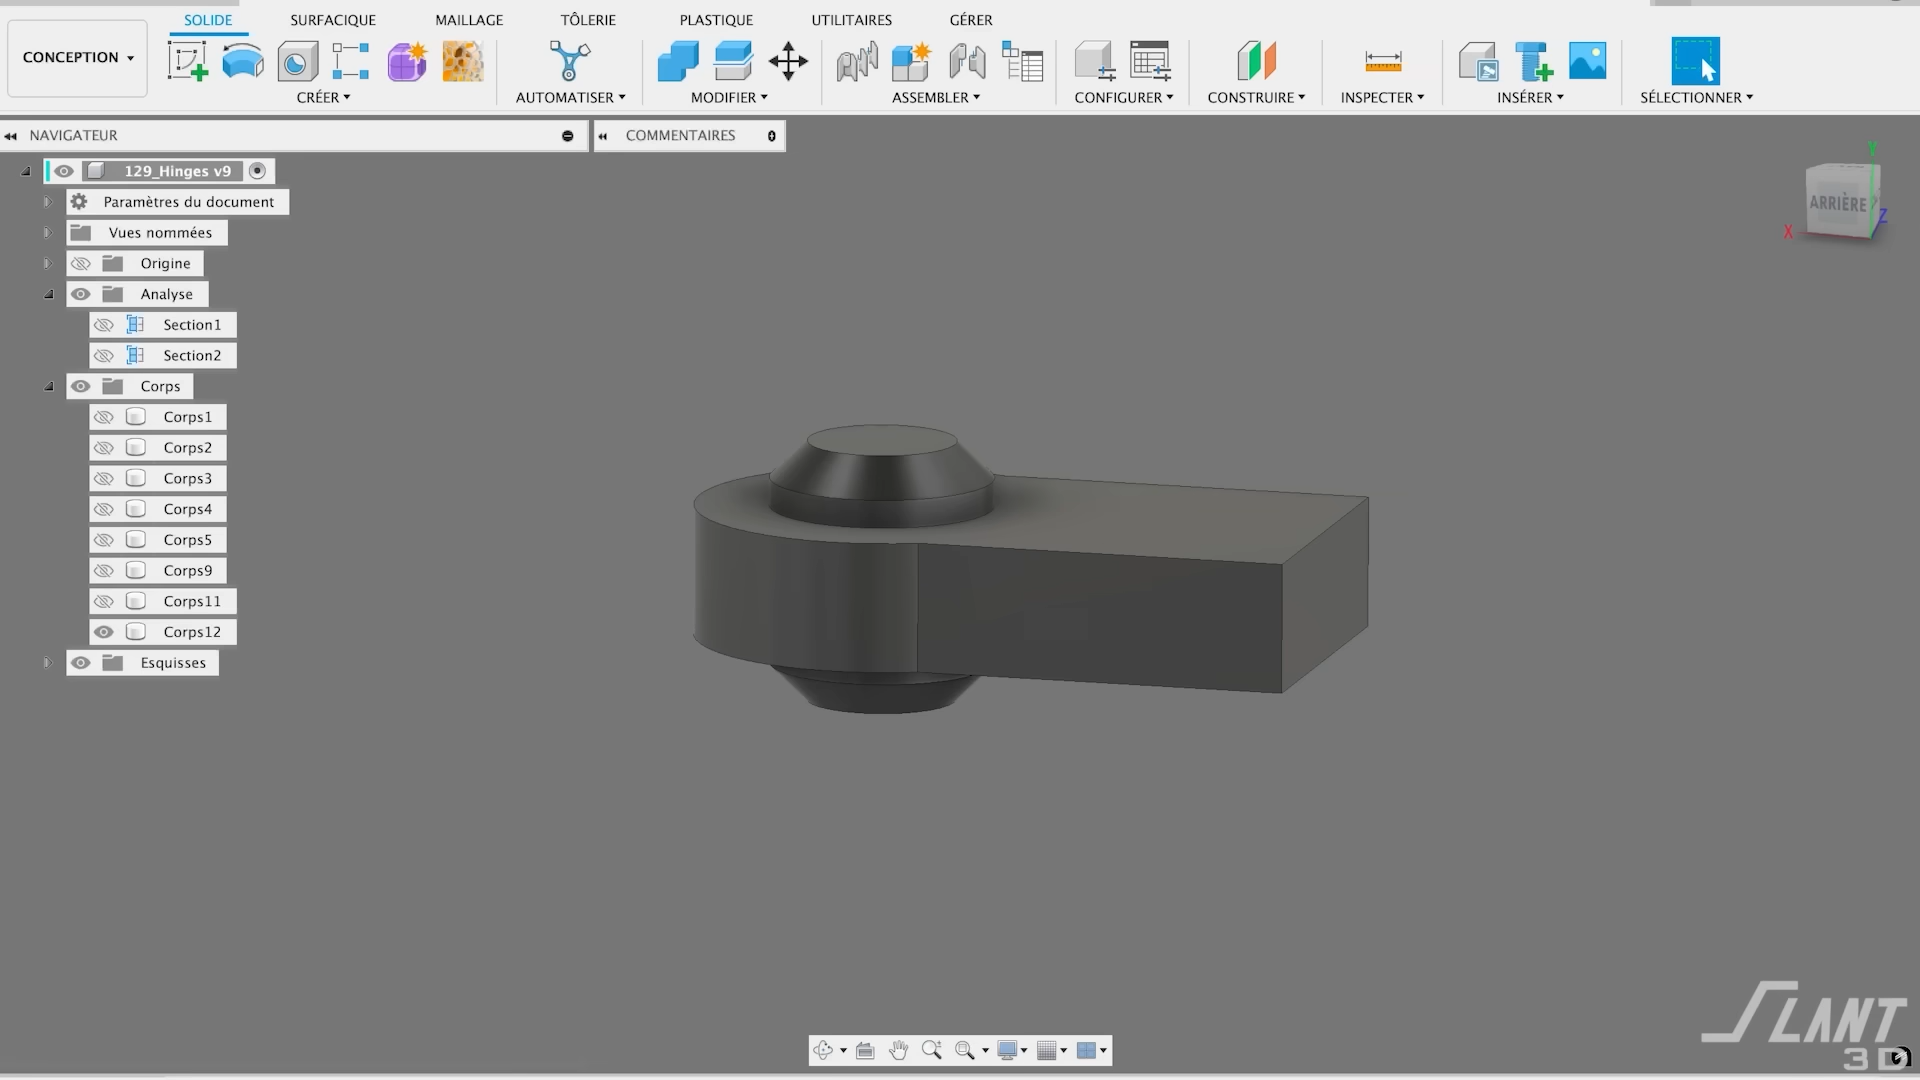 SOLIDE SURFACIQUE MAILLAGE TÔLERIE PLASTIQUE UTILITAIRES GÉRER
CONCEPTION
CRÉER AUTOMATISER MODIFIER ASSEMBLER CONFIGURER CONSTRUIRE INSPECTER INSÉRER SÉLECTIONNER
NAVIGATEUR COMMENTAIRES
129_Hinges v9
Paramètres du document
Vues nommées
Origine
Analyse
Section1
Section2
Corps
Corps1
Corps2
Corps3
Corps4
Corps5
Corps9
Corps11
Corps12
Esquisses
Y
ARRIÈRE
Z
X
SLANT
3D